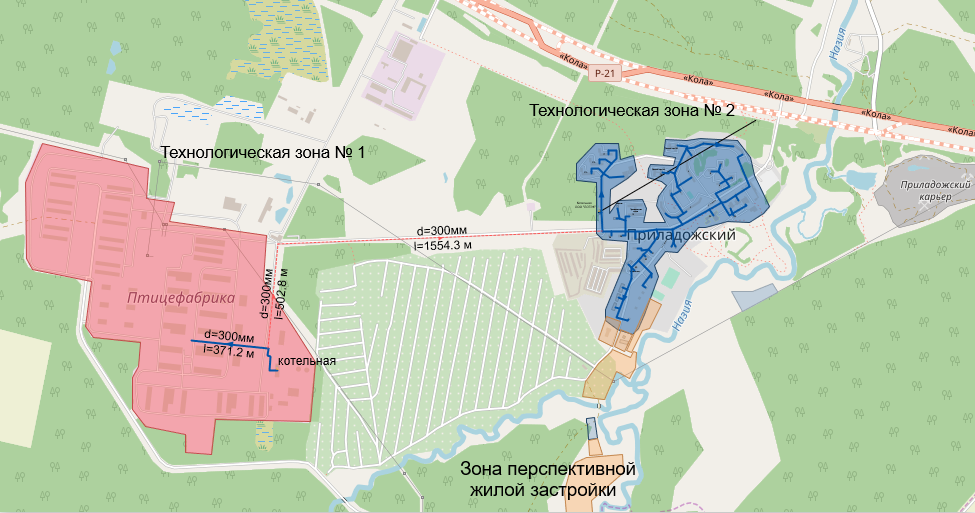 Назия
«Кола»
Р-21
«Кола»
«Кола»
«Кола»
Технологическая зона № 2
Технологическая зона № 1
Приладожский
карьер
d=300мм
l=1554.3 м
Приладожский
d=300мм
l=502.8 м
Птицефабрика
Назия
d=300мм
l=371.2 м
котельная
Зона перспективной
жилой застройки